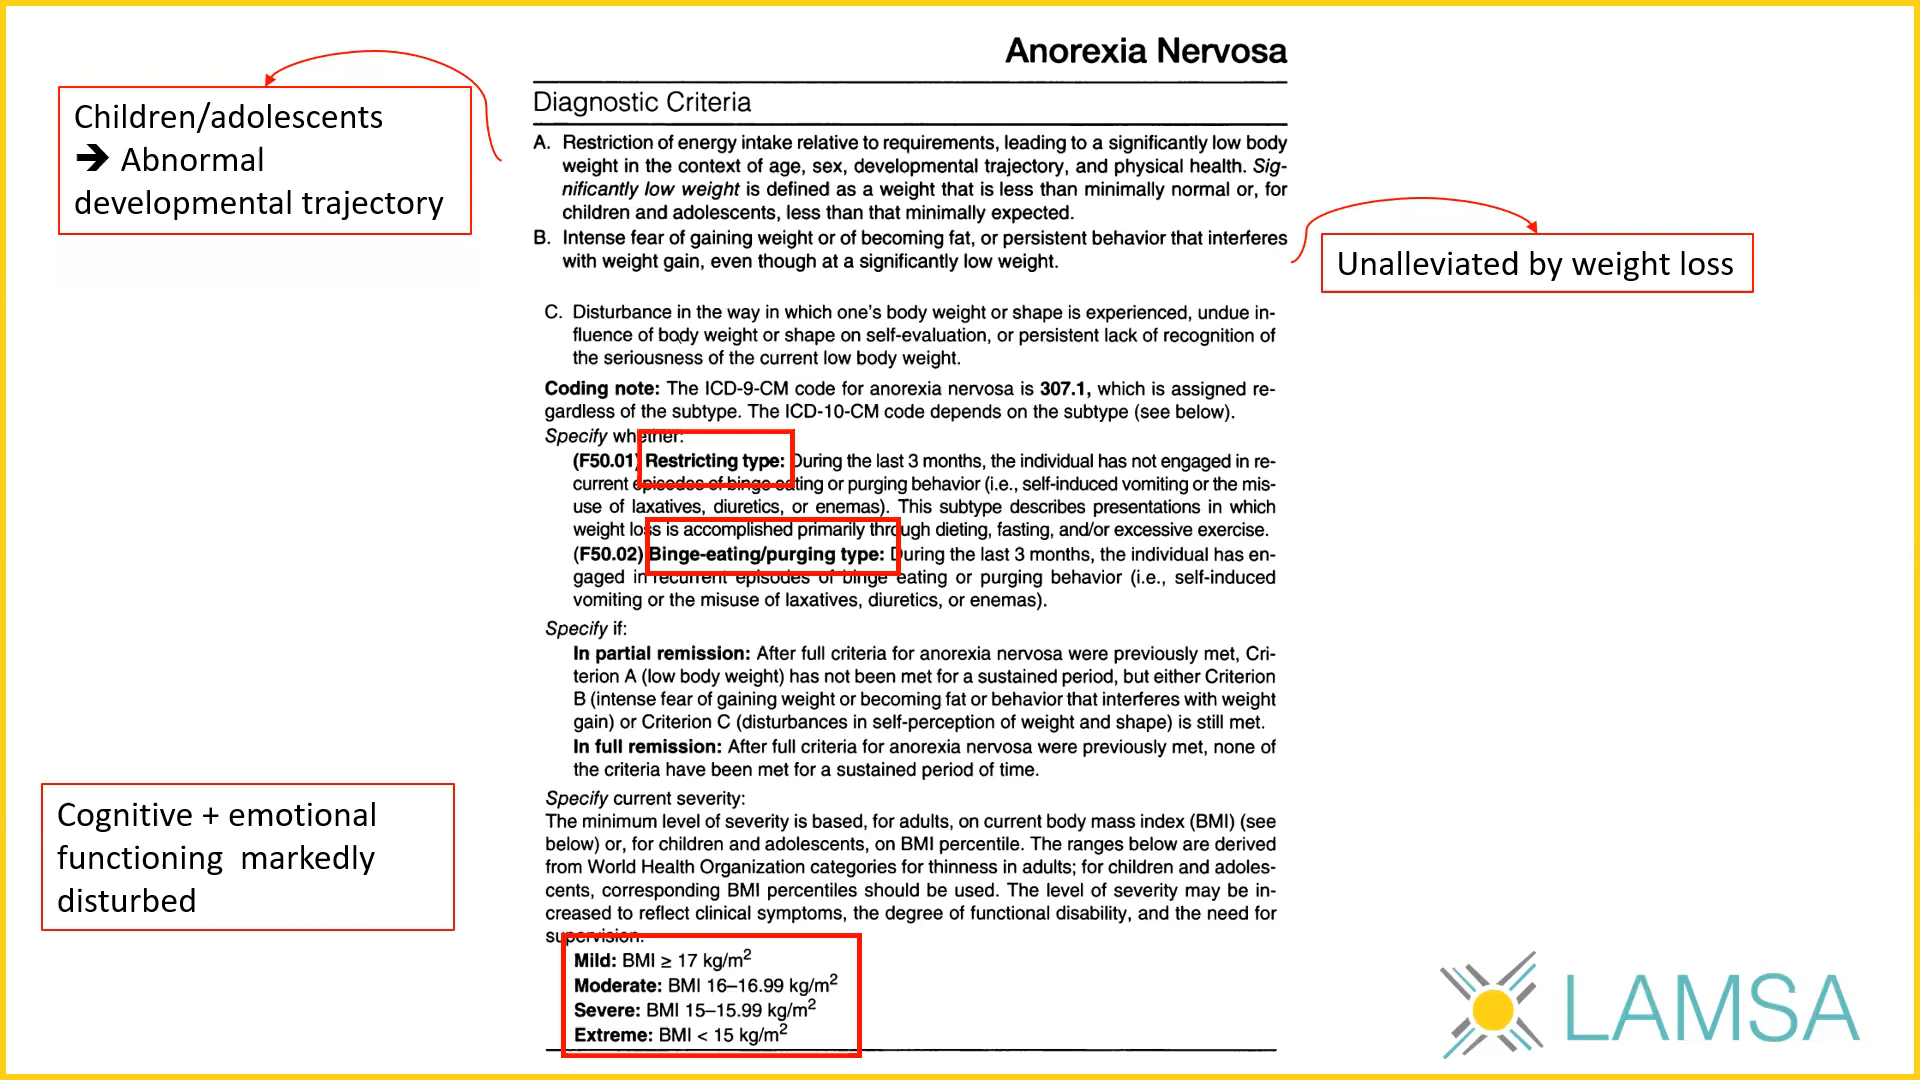 Anorexia Nervosa
Children/adolescents
➔ Abnormal
developmental trajectory
Diagnostic Criteria
A. Restriction of energy intake relative to requirements, leading to a significantly low body
weight in the context of age, sex, developmental trajectory, and physical health. Sig-
nificantly low weight is defined as a weight that is less than minimally normal or, for
children and adolescents, less than that minimally expected.
B. Intense fear of gaining weight or of becoming fat, or persistent behavior that interferes
with weight gain, even though at a significantly low weight.
Unalleviated by weight loss
C. Disturbance in the way in which one's body weight or shape is experienced, undue in-
fluence of body weight or shape on self-evaluation, or persistent lack of recognition of
the seriousness of the current low body weight.
Coding note: The ICD-9-CM code for anorexia nervosa is 307.1, which is assigned re-
gardless of the subtype. The ICD-10-CM code depends on the subtype (see below).
Specify whether:
(F50.01) Restricting type: During the last 3 months, the individual has not engaged in re-
current episodes of binge eating or purging behavior (i.e., self-induced vomiting or the mis-
use of laxatives, diuretics, or enemas). This subtype describes presentations in which
weight loss is accomplished primarily through dieting, fasting, and/or excessive exercise.
(F50.02) Binge-eating/purging type: During the last 3 months, the individual has en-
gaged in recurrent episodes of binge eating or purging behavior (i.e., self-induced
vomiting or the misuse of laxatives, diuretics, or enemas).
Specify if:
In partial remission: After full criteria for anorexia nervosa were previously met, Cri-
terion A (low body weight) has not been met for a sustained period, but either Criterion
B (intense fear of gaining weight or becoming fat or behavior that interferes with weight
gain) or Criterion C (disturbances in self-perception of weight and shape) is still met.
In full remission: After full criteria for anorexia nervosa were previously met, none of
the criteria have been met for a sustained period of time.
Cognitive + emotional
functioning markedly
disturbed
Specify current severity:
The minimum level of severity is based, for adults, on current body mass index (BMI) (see
below) or, for children and adolescents, on BMI percentile. The ranges below are derived
from World Health Organization categories for thinness in adults; for children and adoles-
cents, corresponding BMI percentiles should be used. The level of severity may be in-
creased to reflect clinical symptoms, the degree of functional disability, and the need for
supervision.
Mild: BMI ≥ 17 kg/m²
Moderate: BMI 16–16.99 kg/m²
Severe: BMI 15–15.99 kg/m²
Extreme: BMI < 15 kg/m²
LAMSA